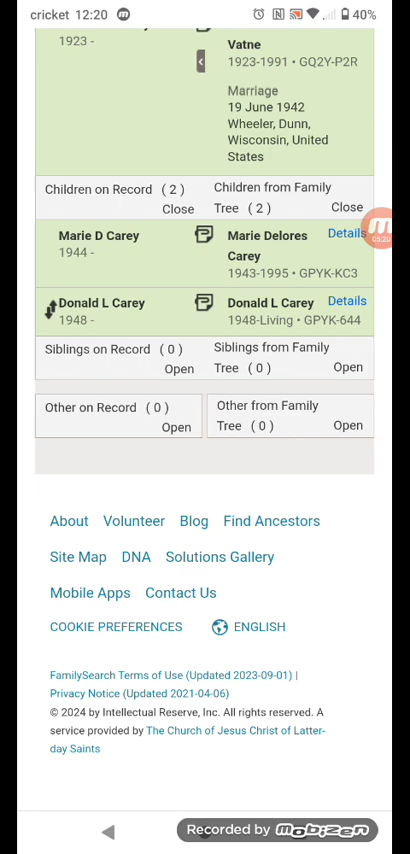 cricket 12:20
40%
1923 -
Vatne
1923-1991 • GQ2Y-P2R
Marriage
19 June 1942
Wheeler, Dunn,
Wisconsin, United
States
Children on Record ( 2 )
Close
Children from Family
Tree ( 2 ) Close
Marie D Carey
1944 -
Marie Delores
Carey
1943-1995 • GPYK-KC3
Details
03:20
Donald L Carey
1948 -
Donald L Carey
1948-Living • GPYK-644
Details
Siblings on Record ( 0 )
Open
Siblings from Family
Tree ( 0 ) Open
Other on Record ( 0 )
Open
Other from Family
Tree ( 0 ) Open
About Volunteer Blog Find Ancestors
Site Map DNA Solutions Gallery
Mobile Apps Contact Us
COOKIE PREFERENCES ENGLISH
FamilySearch Terms of Use (Updated 2023-09-01) |
Privacy Notice (Updated 2021-04-06)
© 2024 by Intellectual Reserve, Inc. All rights reserved. A
service provided by The Church of Jesus Christ of Latter-
day Saints
Recorded by mobizen